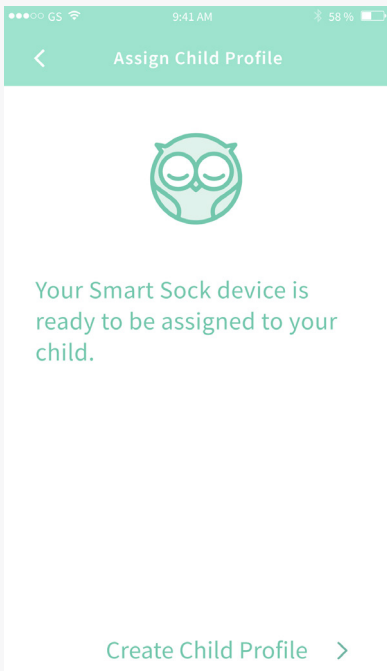 GS 9:41 AM 58 %
Assign Child Profile
Your Smart Sock device is
ready to be assigned to your
child.
Create Child Profile